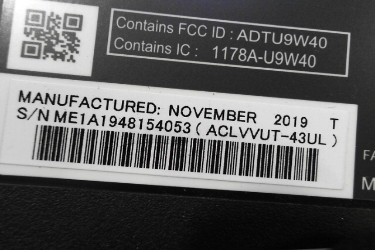 Contains FCC ID : ADTU9W40
Contains IC : 1178A-U9W40
MANUFACTURED: NOVEMBER 2019 T
S/N ME1A1948154053 ( ACLVVUT-43UL )